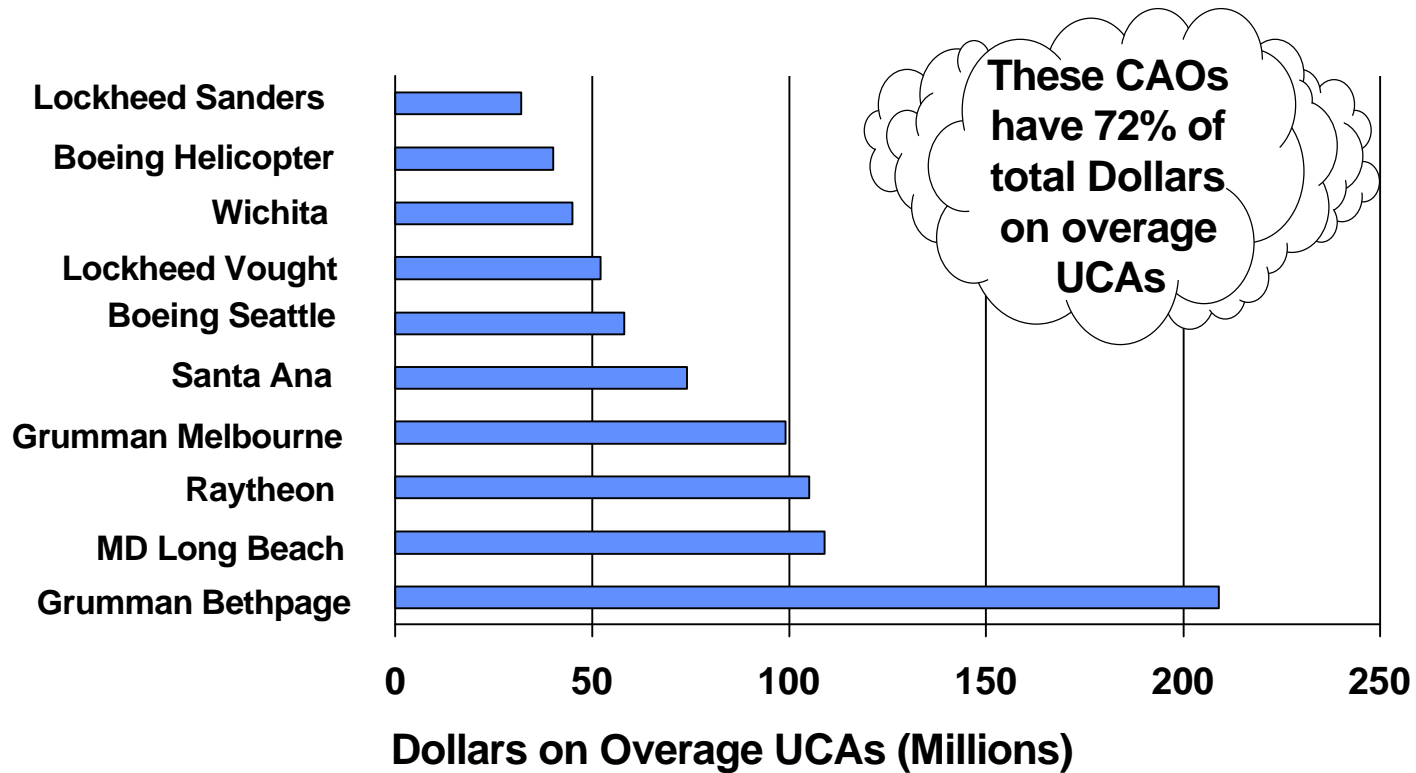 These CAOs
have 72% of
total Dollars
on overage
UCAs
Lockheed Sanders
Boeing Helicopter
Wichita
Lockheed Vought
Boeing Seattle
Santa Ana
Grumman Melbourne
Raytheon
MD Long Beach
Grumman Bethpage
0 50 100 150 200 250
Dollars on Overage UCAs (Millions)